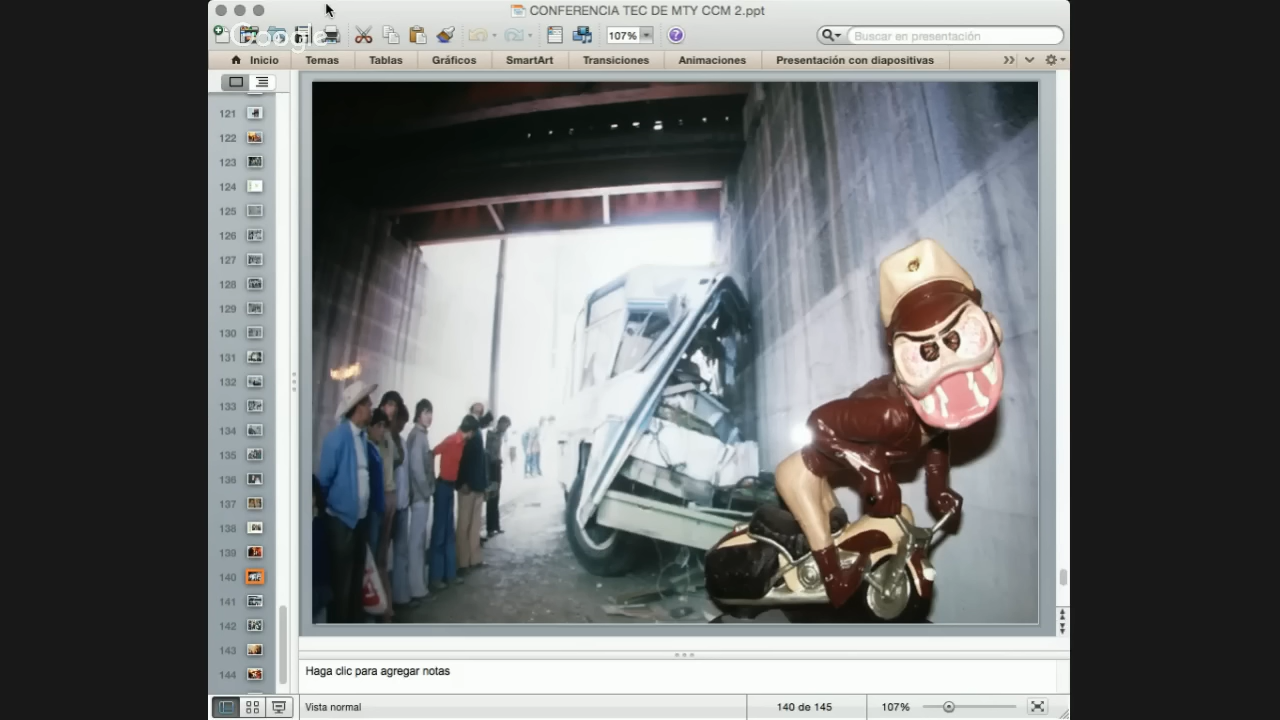 CONFERENCIA TEC DE MTY CCM 2.ppt
Google
107%
Buscar en presentación
Inicio
Temas
Tablas
Gráficos
SmartArt
Transiciones
Animaciones
Presentación con diapositivas
121
122
123
124
125
126
127
128
129
130
131
132
133
134
135
136
137
138
139
140
141
142
143
144
Haga clic para agregar notas
Vista normal
140 de 145
107%